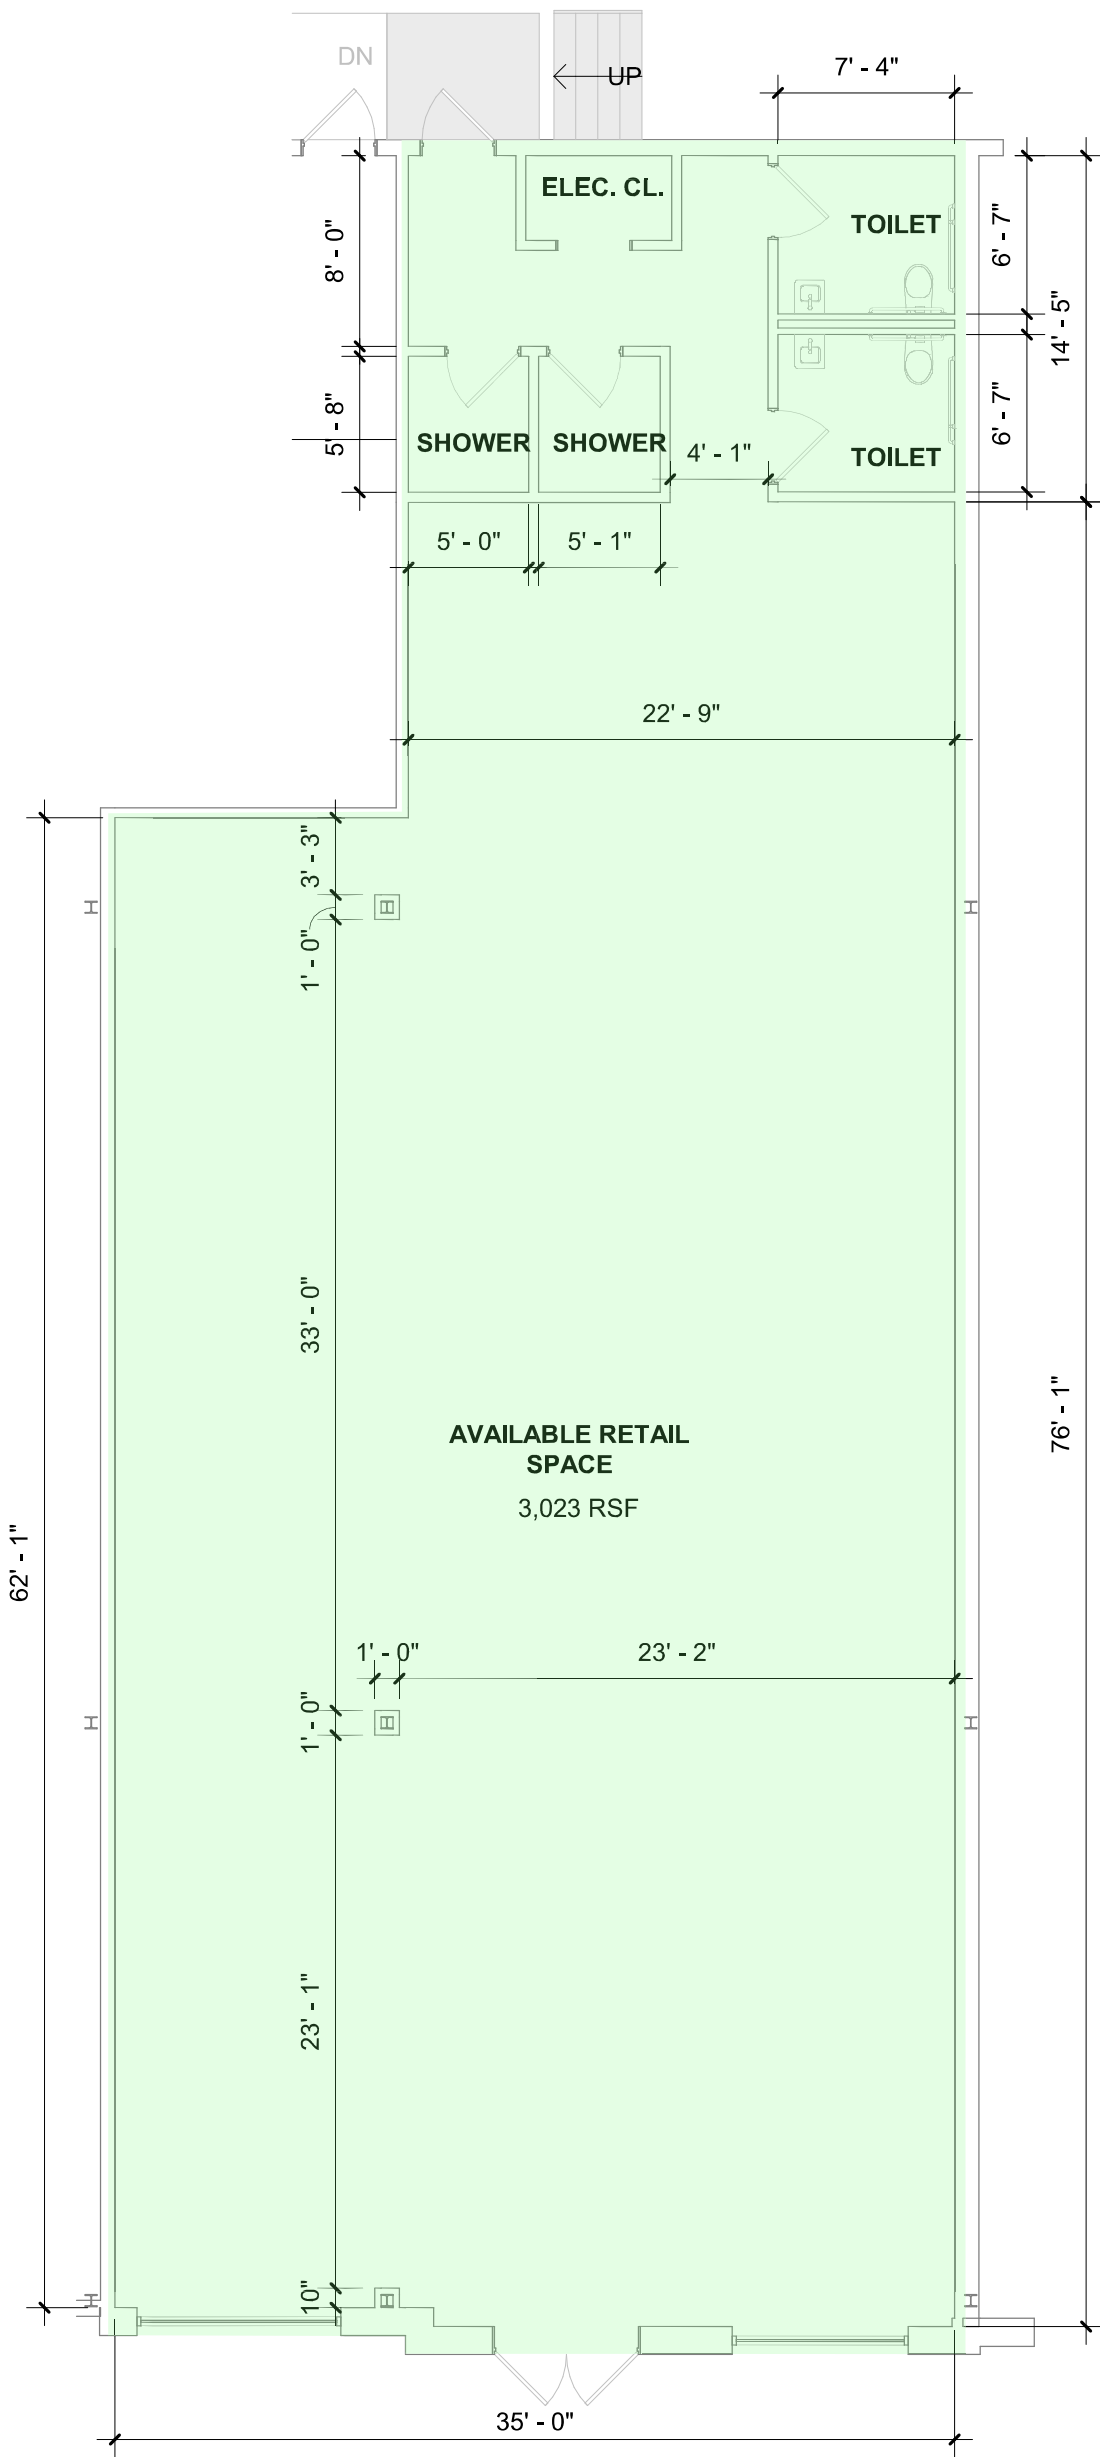 DN
UP
7' - 4"
ELEC. CL.
TOILET
8' - 0"
6' - 7"
14' - 5"
5' - 8"
SHOWER
SHOWER
4' - 1"
TOILET
6' - 7"
5' - 0"
5' - 1"
22' - 9"
3' - 3"
1' - 0"
33' - 0"
76' - 1"
AVAILABLE RETAIL
SPACE
3,023 RSF
62' - 1"
1' - 0"
23' - 2"
1' - 0"
23' - 1"
10"
35' - 0"